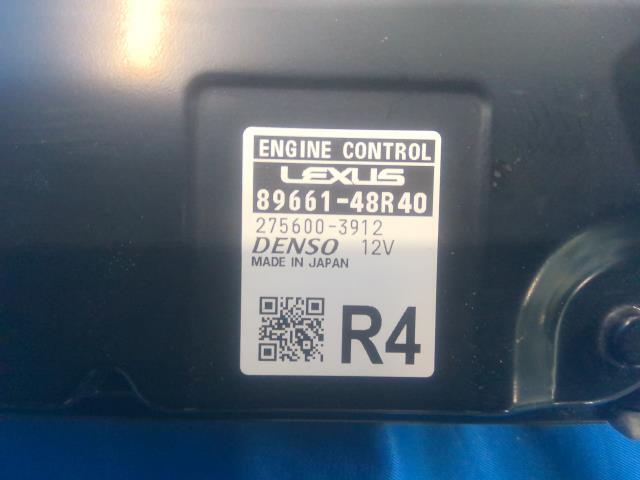 ENGINE CONTROL
LEXUS
89661-48R40
275600-3912
DENSO 12V
MADE IN JAPAN
R4